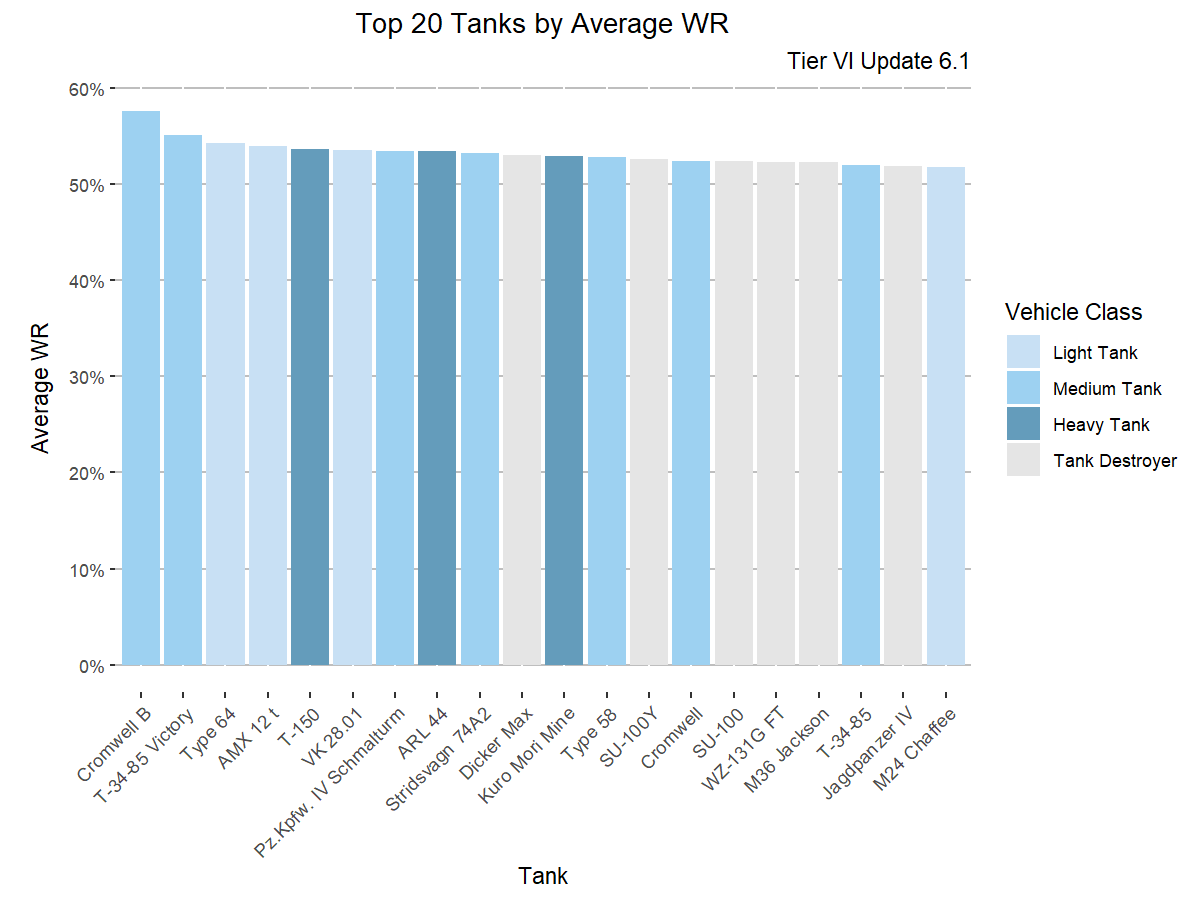 Top 20 Tanks by Average WR
Tier VI Update 6.1
60%
50%
40%
30%
20%
10%
0%
Average WR
Cromwell B
T-34-85 Victory
Type 64
AMX 12 t
T-150
VK 28.01
Pz.Kpfw. IV Schmalturm
ARL 44
Stridsvagn 74A2
Dicker Max
Kuro Mori Mine
Type 58
SU-100Y
Cromwell
SU-100
WZ-131G FT
M36 Jackson
T-34-85
Jagdpanzer IV
M24 Chaffee
Tank
Vehicle Class
Light Tank
Medium Tank
Heavy Tank
Tank Destroyer